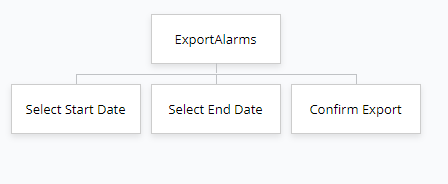 ExportAlarms
Select Start Date
Select End Date
Confirm Export